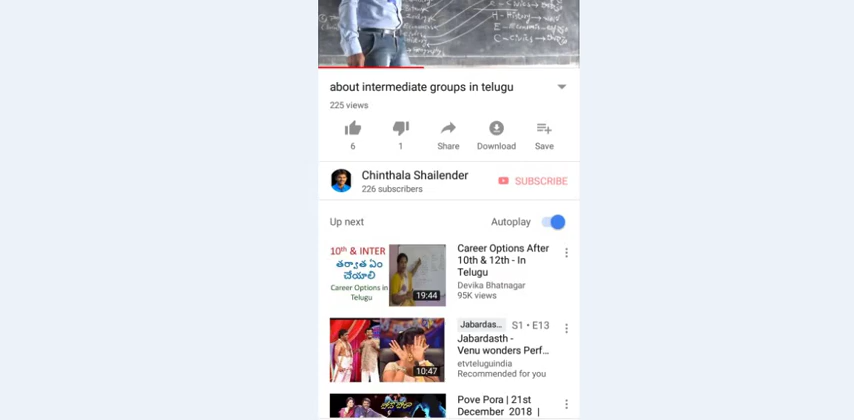 H - History
E - 
C - Civics
C - Civics
about intermediate groups in telugu
225 views
6
1
Share
Download
Save
Chinthala Shailender
226 subscribers
SUBSCRIBE
Up next
Autoplay
10th & INTER
తర్వాత ఏం
చేయాలి
Career Options in
Telugu
19:44
Career Options After
10th & 12th - In
Telugu
Devika Bhatnagar
95K views
10:47
Jabardas... S1 • E13
Jabardasth -
Venu wonders Perf...
etvteluguindia
Recommended for you
Pove Pora | 21st
December 2018 |